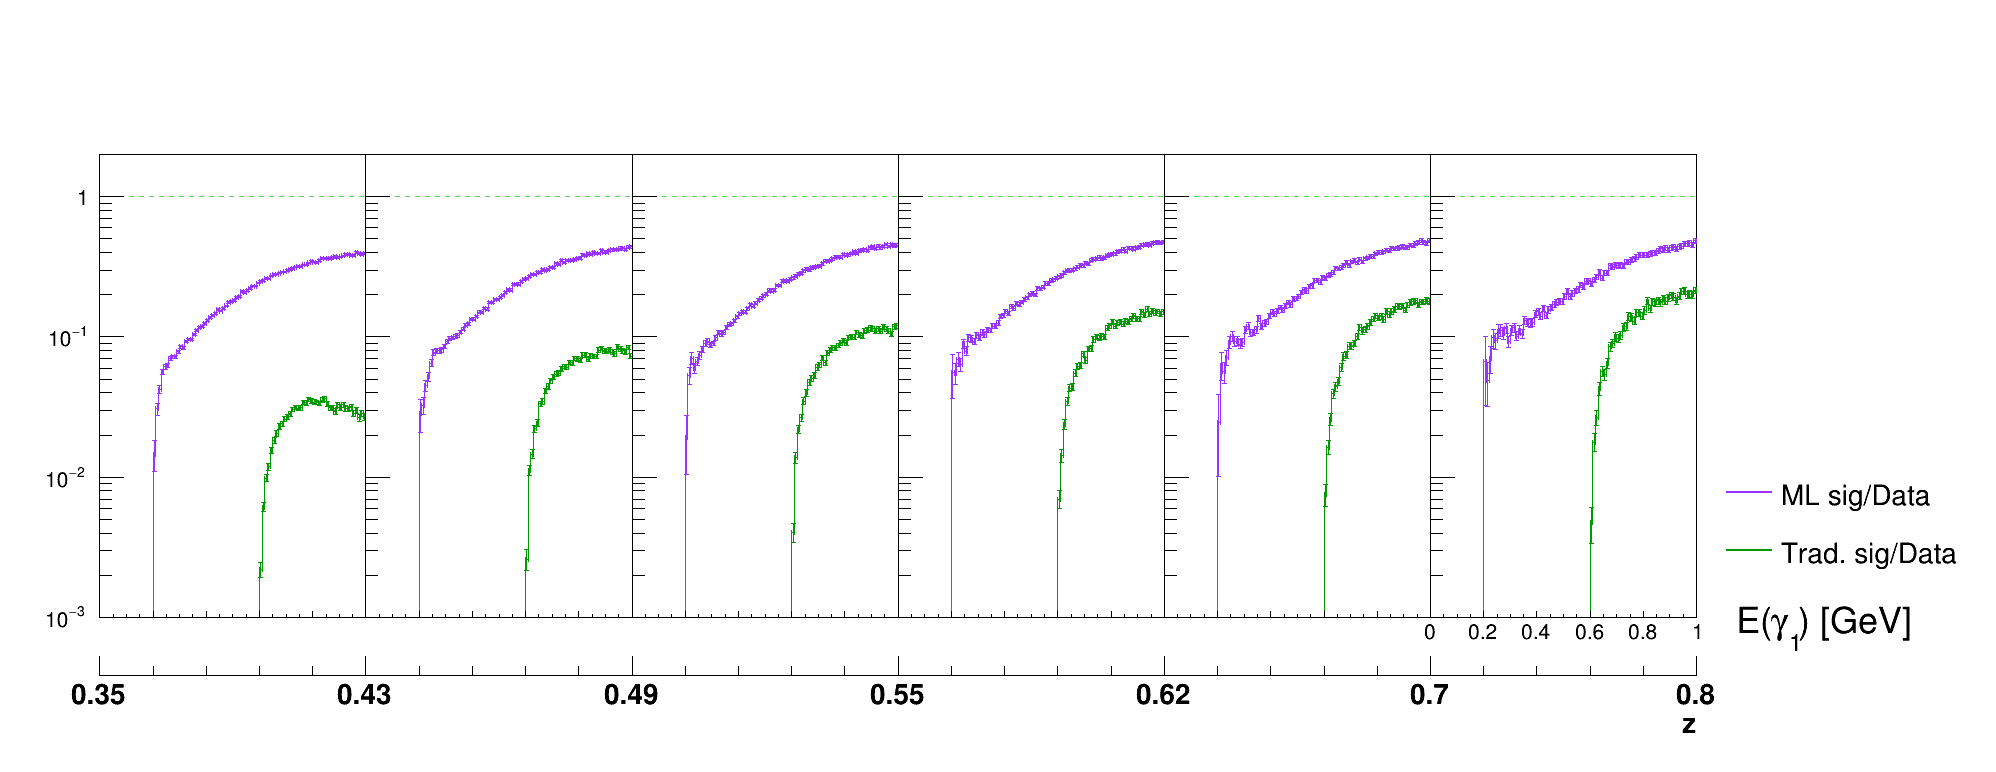 1
10⁻¹
10⁻²
10⁻³
ML sig/Data
Trad. sig/Data
E(γ₁) [GeV]
0 0.2 0.4 0.6 0.8 1
0.35 0.43 0.49 0.55 0.62 0.7 0.8
z